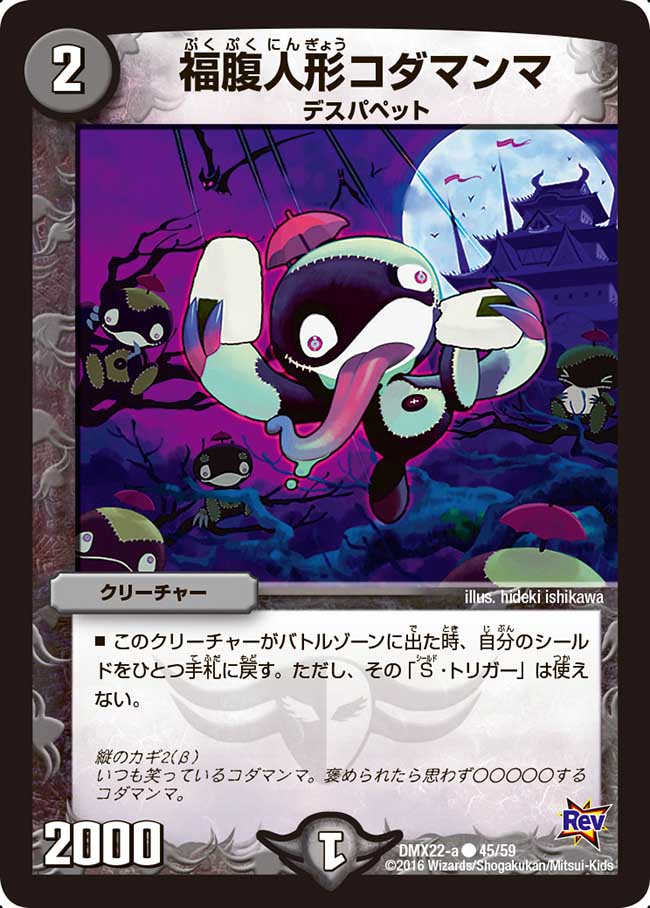 2
ぷくぷくにんぎょう
福腹人形コダマンマ
デスパペット
クリーチャー
illus. hideki ishikawa
■ このクリーチャーがバトルゾーンに出た時、自分のシール
ドをひとつ手札に戻す。ただし、その「S・トリガー」は使え
ない。
縦のカギ2(β)
いつも笑っているコダマンマ。褒められたら思わず〇〇〇〇〇する
コダマンマ。
Rev
2000
1
DMX22-a ● 45/59
©2016 Wizards/Shogakukan/Mitsui-Kids